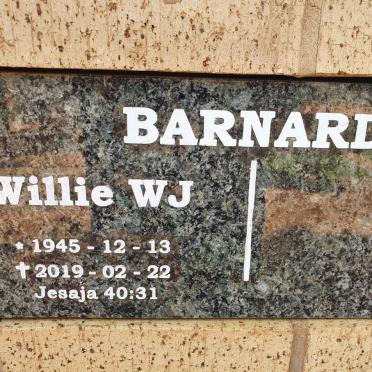 BARNARD
Willie WJ
* 1945 - 12 - 13
✝ 2019 - 02 - 22
Jesaja 40:31